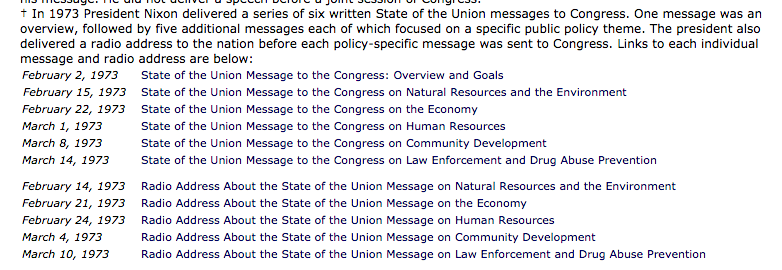 his message. He did not deliver a speech before a joint session of Congress.
† In 1973 President Nixon delivered a series of six written State of the Union messages to Congress. One message was an
overview, followed by five additional messages each of which focused on a specific public policy theme. The president also
delivered a radio address to the nation before each policy-specific message was sent to Congress. Links to each individual
message and radio address are below:
February 2, 1973 State of the Union Message to the Congress: Overview and Goals
February 15, 1973 State of the Union Message to the Congress on Natural Resources and the Environment
February 22, 1973 State of the Union Message to the Congress on the Economy
March 1, 1973 State of the Union Message to the Congress on Human Resources
March 8, 1973 State of the Union Message to the Congress on Community Development
March 14, 1973 State of the Union Message to the Congress on Law Enforcement and Drug Abuse Prevention
February 14, 1973 Radio Address About the State of the Union Message on Natural Resources and the Environment
February 21, 1973 Radio Address About the State of the Union Message on the Economy
February 24, 1973 Radio Address About the State of the Union Message on Human Resources
March 4, 1973 Radio Address About the State of the Union Message on Community Development
March 10, 1973 Radio Address About the State of the Union Message on Law Enforcement and Drug Abuse Prevention